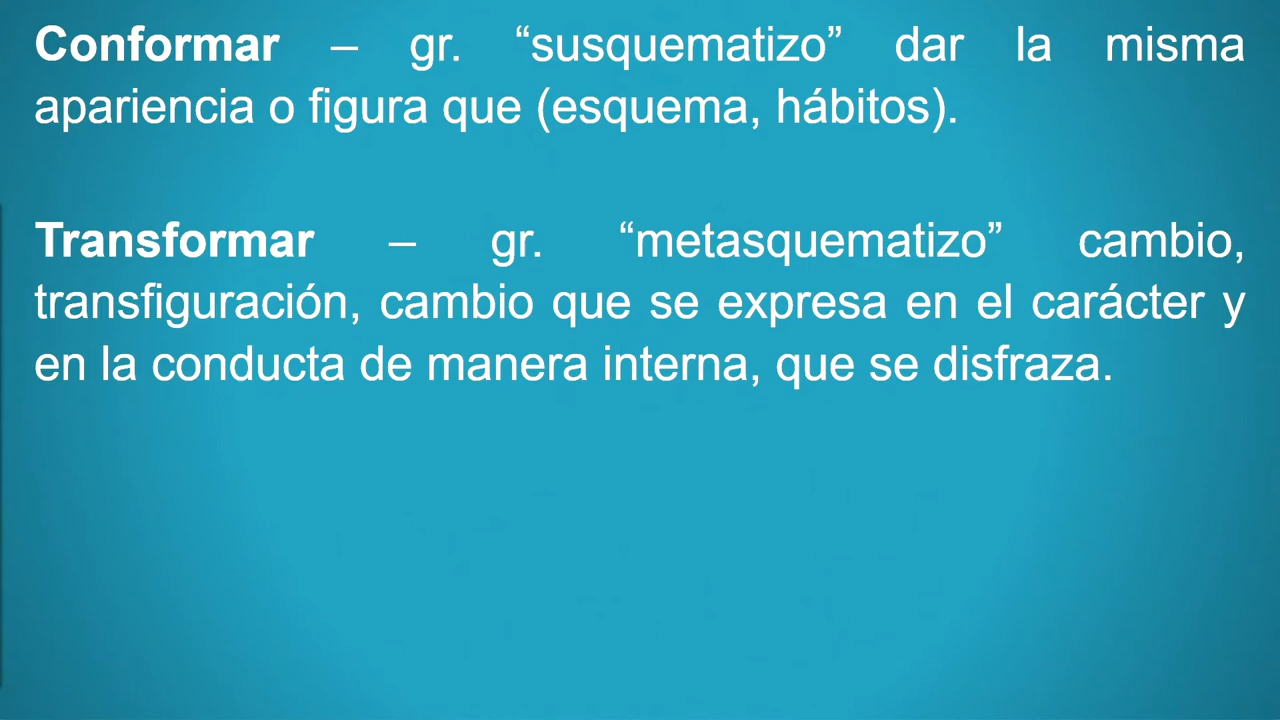 Conformar – gr. “susquematizo” dar la misma
apariencia o figura que (esquema, hábitos).
Transformar – gr. “metasquematizo” cambio,
transfiguración, cambio que se expresa en el carácter y
en la conducta de manera interna, que se disfraza.